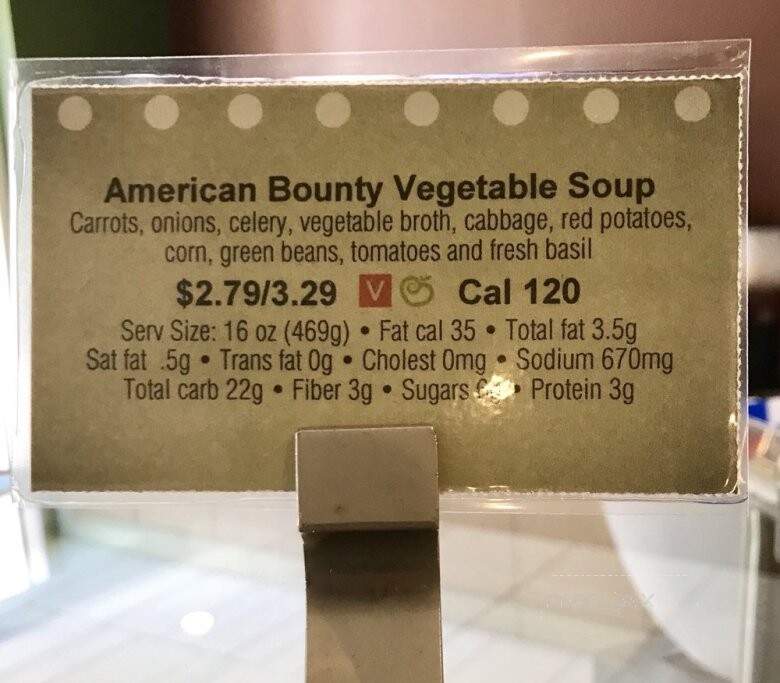 American Bounty Vegetable Soup
Carrots, onions, celery, vegetable broth, cabbage, red potatoes,
corn, green beans, tomatoes and fresh basil
$2.79/3.29 V Cal 120
Serv Size: 16 oz (469g) • Fat cal 35 • Total fat 3.5g
Sat fat .5g • Trans fat 0g • Cholest 0mg • Sodium 670mg
Total carb 22g • Fiber 3g • Sugars • Protein 3g